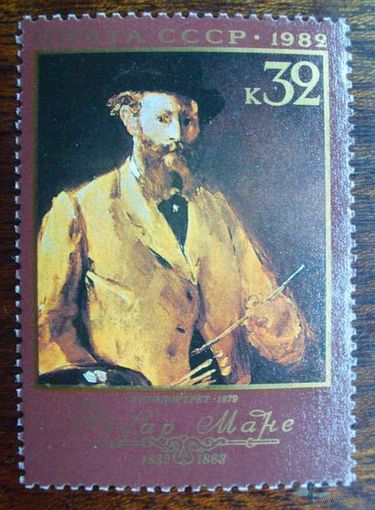 ПОЧТА СССР · 1982
к32
АВТОПОРТРЕТ · 1879
Эдуар Мане
1832 1883